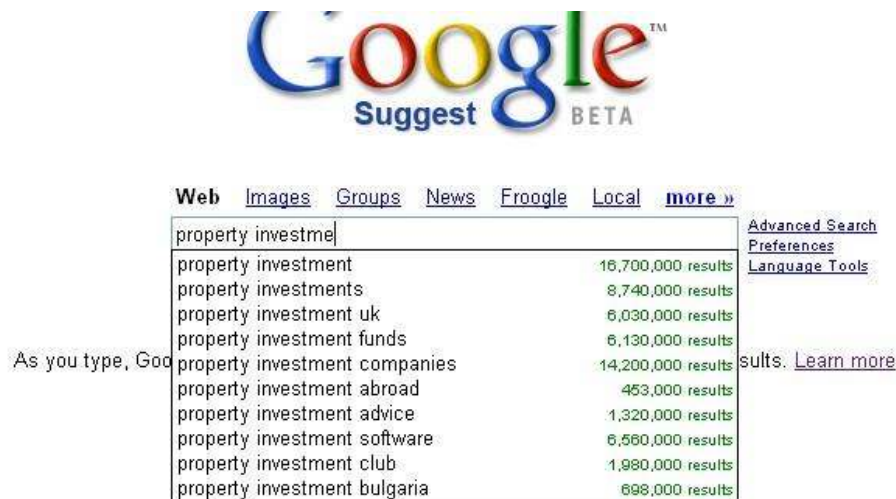 Google™
Suggest BETA
Web Images Groups News Froogle Local more »
property investme
Advanced Search
Preferences
Language Tools
property investment 16,700,000 results
property investments 8,740,000 results
property investment uk 6,030,000 results
property investment funds 6,130,000 results
As you type, Goo
property investment companies 14,200,000 results
sults. Learn more
property investment abroad 453,000 results
property investment advice 1,320,000 results
property investment software 6,560,000 results
property investment club 1,980,000 results
property investment bulgaria 698,000 results